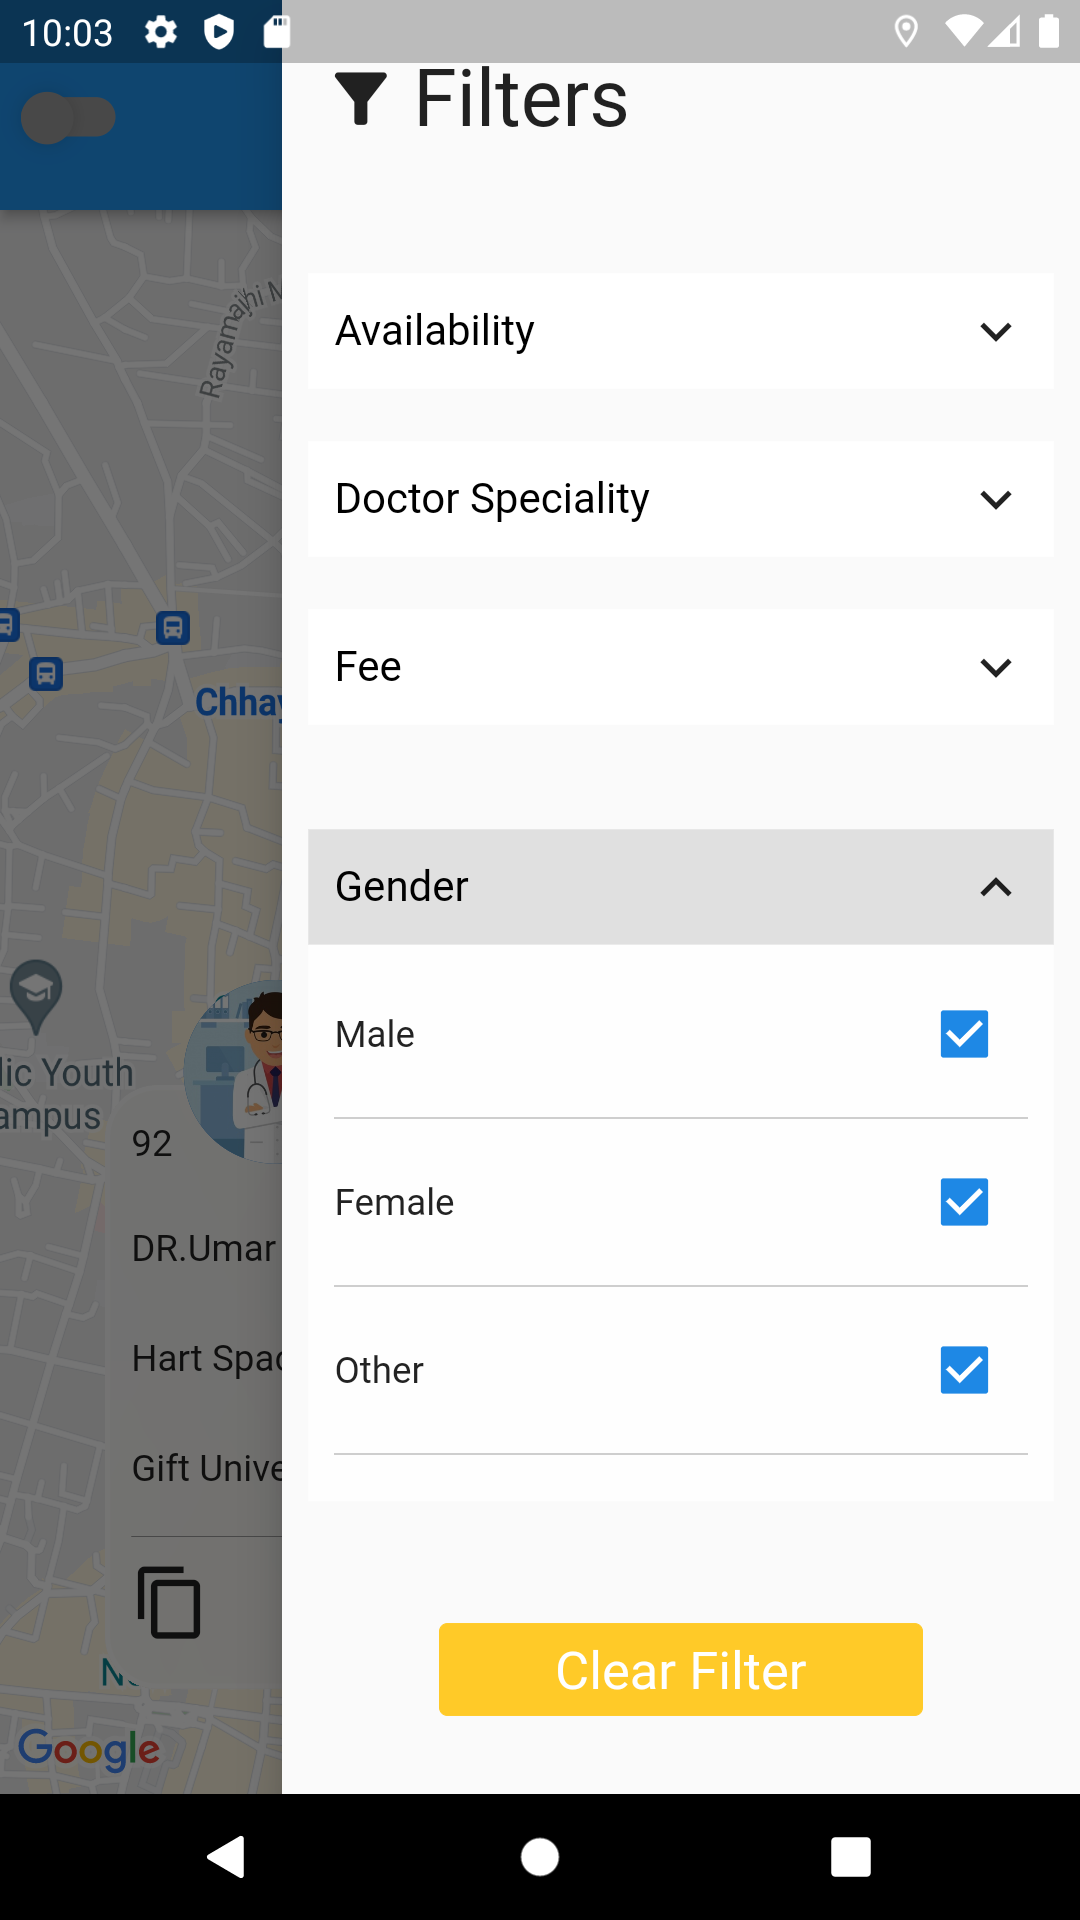 10:03
Filters
Availability
Doctor Speciality
Fee
Gender
Male
Female
Other
Clear Filter
Rayamajhi M
Chhay
lic Youth
ampus
92
DR.Umar
Hart Spac
Gift Unive
Google